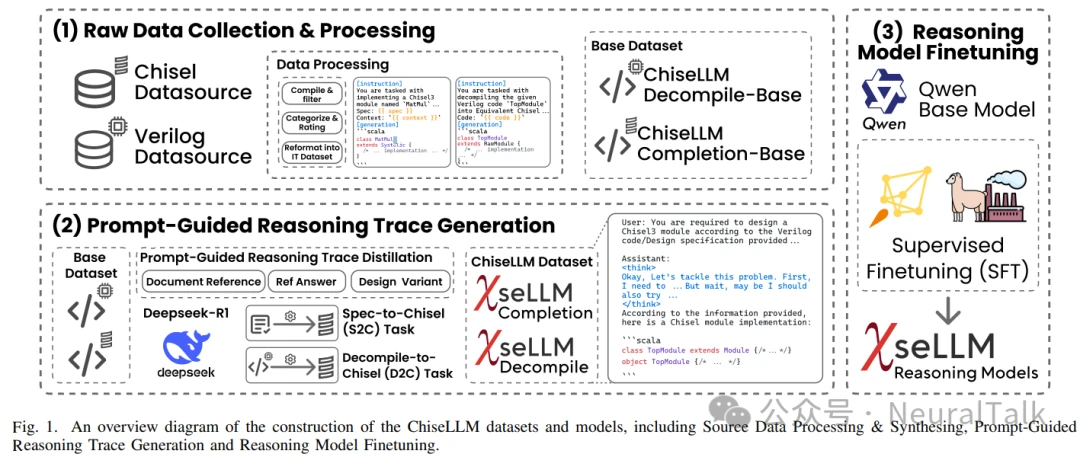 (1) Raw Data Collection & Processing
Chisel
Datasource
Verilog
Datasource
Data Processing
Compile &
filter
Categorize &
Rating
Reformat into
IT Dataset
[instruction]
You are tasked with
implementing a Chisel3
module named `MatMul`...
Spec: {{ spec }}
Context: "{{ context }}"
[generation]
```scala
class MatMul
extends Systolic {
/* ... implementation ... */
}
```
[instruction]
You are tasked with
decompiling the given
Verilog code `TopModule`
into Equivalent Chisel...
Code: "{{ code }}"
[generation]
```scala
class TopModule
extends RawModule {
/* ... implementation
... */
}...
Base Dataset
ChiseLLM
Decompile-Base
ChiseLLM
Completion-Base
(2) Prompt-Guided Reasoning Trace Generation
Base
Dataset
Prompt-Guided Reasoning Trace Distillation
Document Reference
Ref Answer
Design Variant
Deepseek-R1
deepseek
Spec-to-Chisel
(S2C) Task
Decompile-to-
Chisel (D2C) Task
ChiseLLM Dataset
χseLLM
Completion
χseLLM
Decompile
User: You are required to design a
Chisel3 module according to the Verilog
code/Design specification provided...
Assistant:
<think>
Okay, Let's tackle this problem. First,
I need to ...But wait, may be I should
also try ...
</think>
According to the information provided,
here is a Chisel module implementation:
```scala
class TopModule extends Module {/*...*/}
object TopModule {/* ... */}
```
(3) Reasoning
Model Finetuning
Qwen
Qwen
Base Model
Supervised
Finetuning (SFT)
χseLLM
Reasoning Models
公众号 · NeuralTalk
Fig. 1. An overview diagram of the construction of the ChiseLLM datasets and models, including Source Data Processing & Synthesing, Prompt-Guided
Reasoning Trace Generation and Reasoning Model Finetuning.